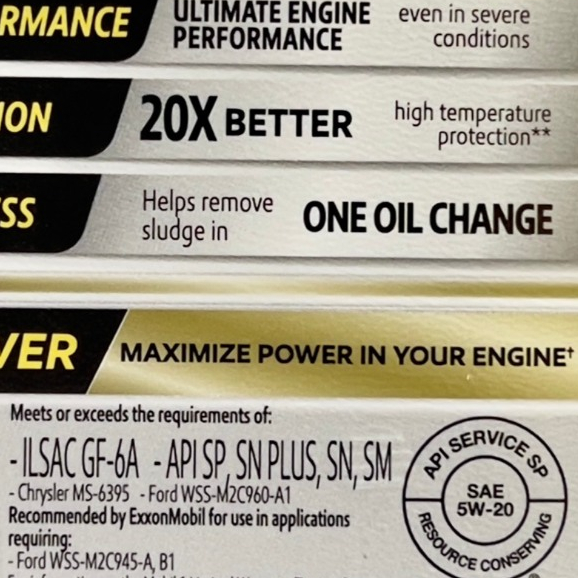 RMANCE
ULTIMATE ENGINE
PERFORMANCE
even in severe
conditions
ION
20X BETTER
high temperature
protection**
SS
Helps remove
sludge in
ONE OIL CHANGE
VER
MAXIMIZE POWER IN YOUR ENGINE†
Meets or exceeds the requirements of:
- ILSAC GF-6A - API SP, SN PLUS, SN, SM
- Chrysler MS-6395 - Ford WSS-M2C960-A1
Recommended by ExxonMobil for use in applications
requiring:
- Ford WSS-M2C945-A, B1
API SERVICE SP
SAE
5W-20
RESOURCE CONSERVING